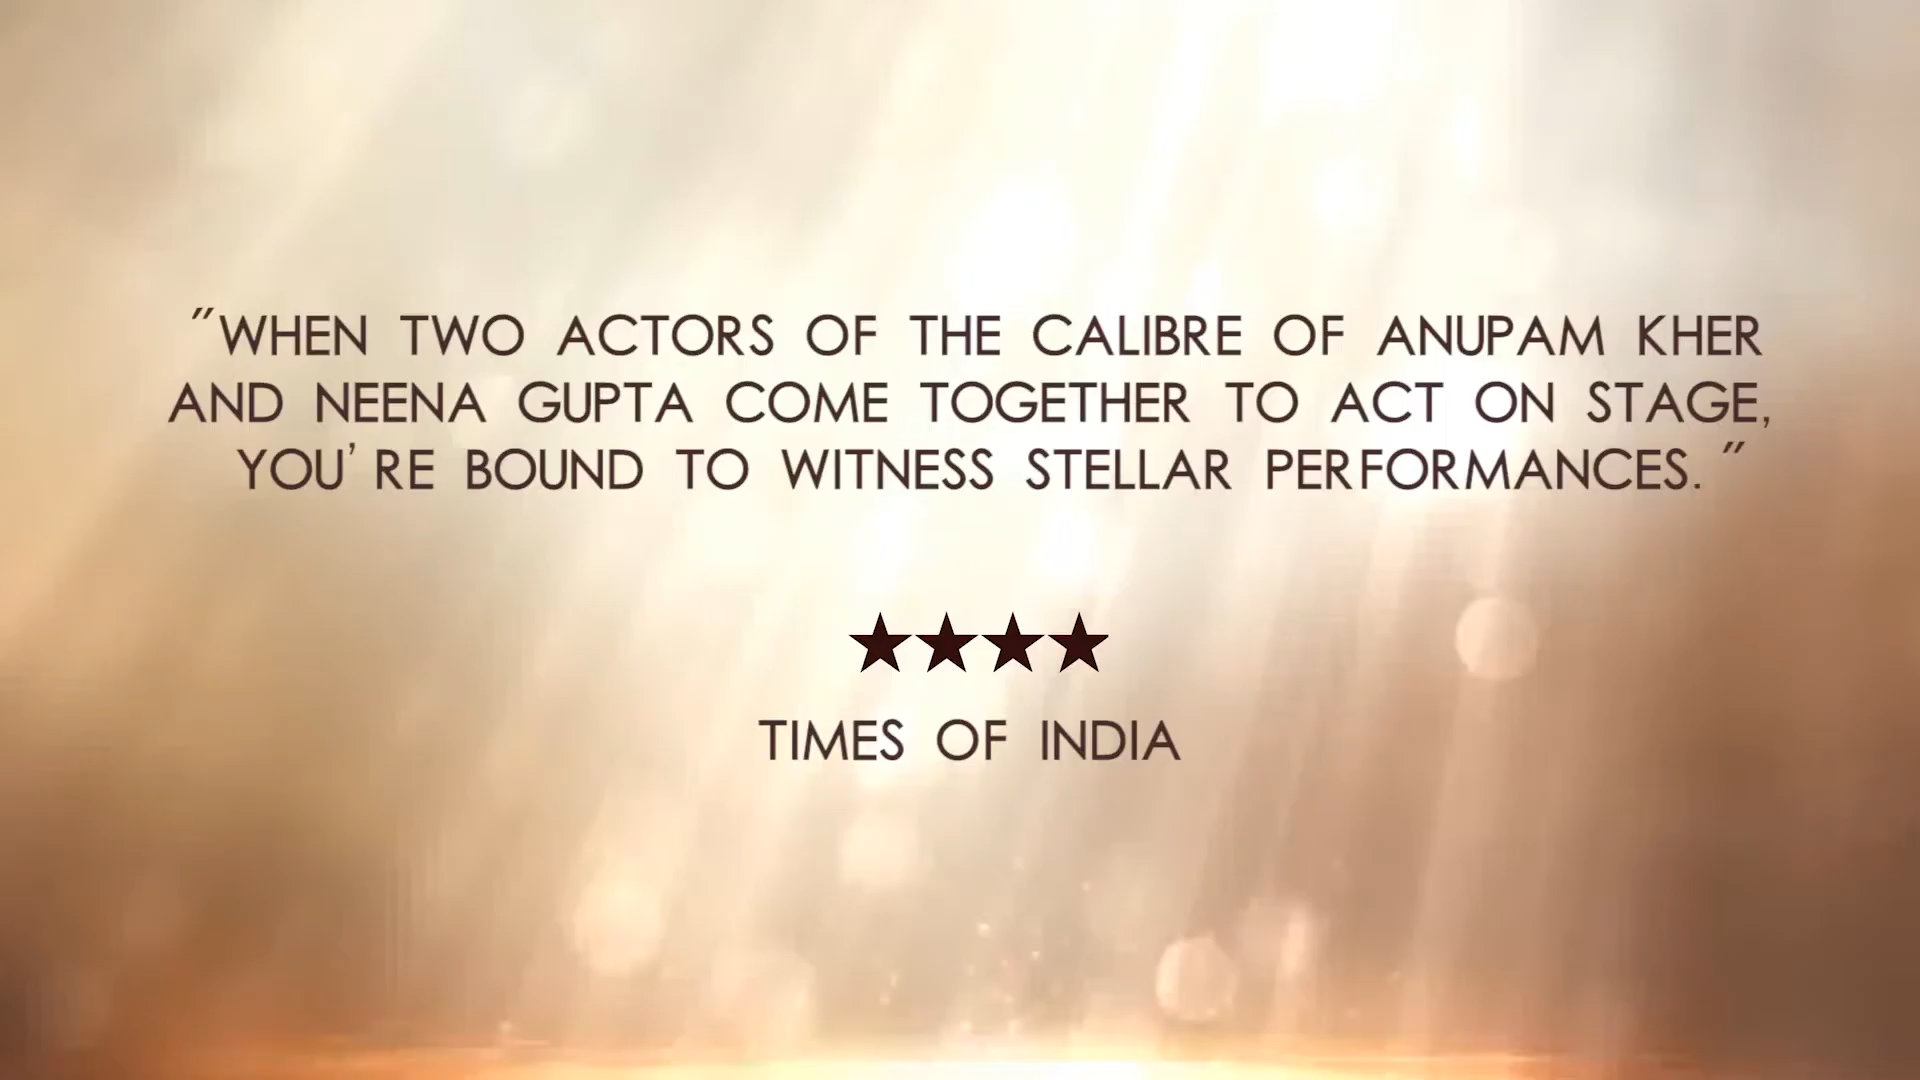 "WHEN TWO ACTORS OF THE CALIBRE OF ANUPAM KHER
AND NEENA GUPTA COME TOGETHER TO ACT ON STAGE,
YOU'RE BOUND TO WITNESS STELLAR PERFORMANCES."
★★★★
TIMES OF INDIA